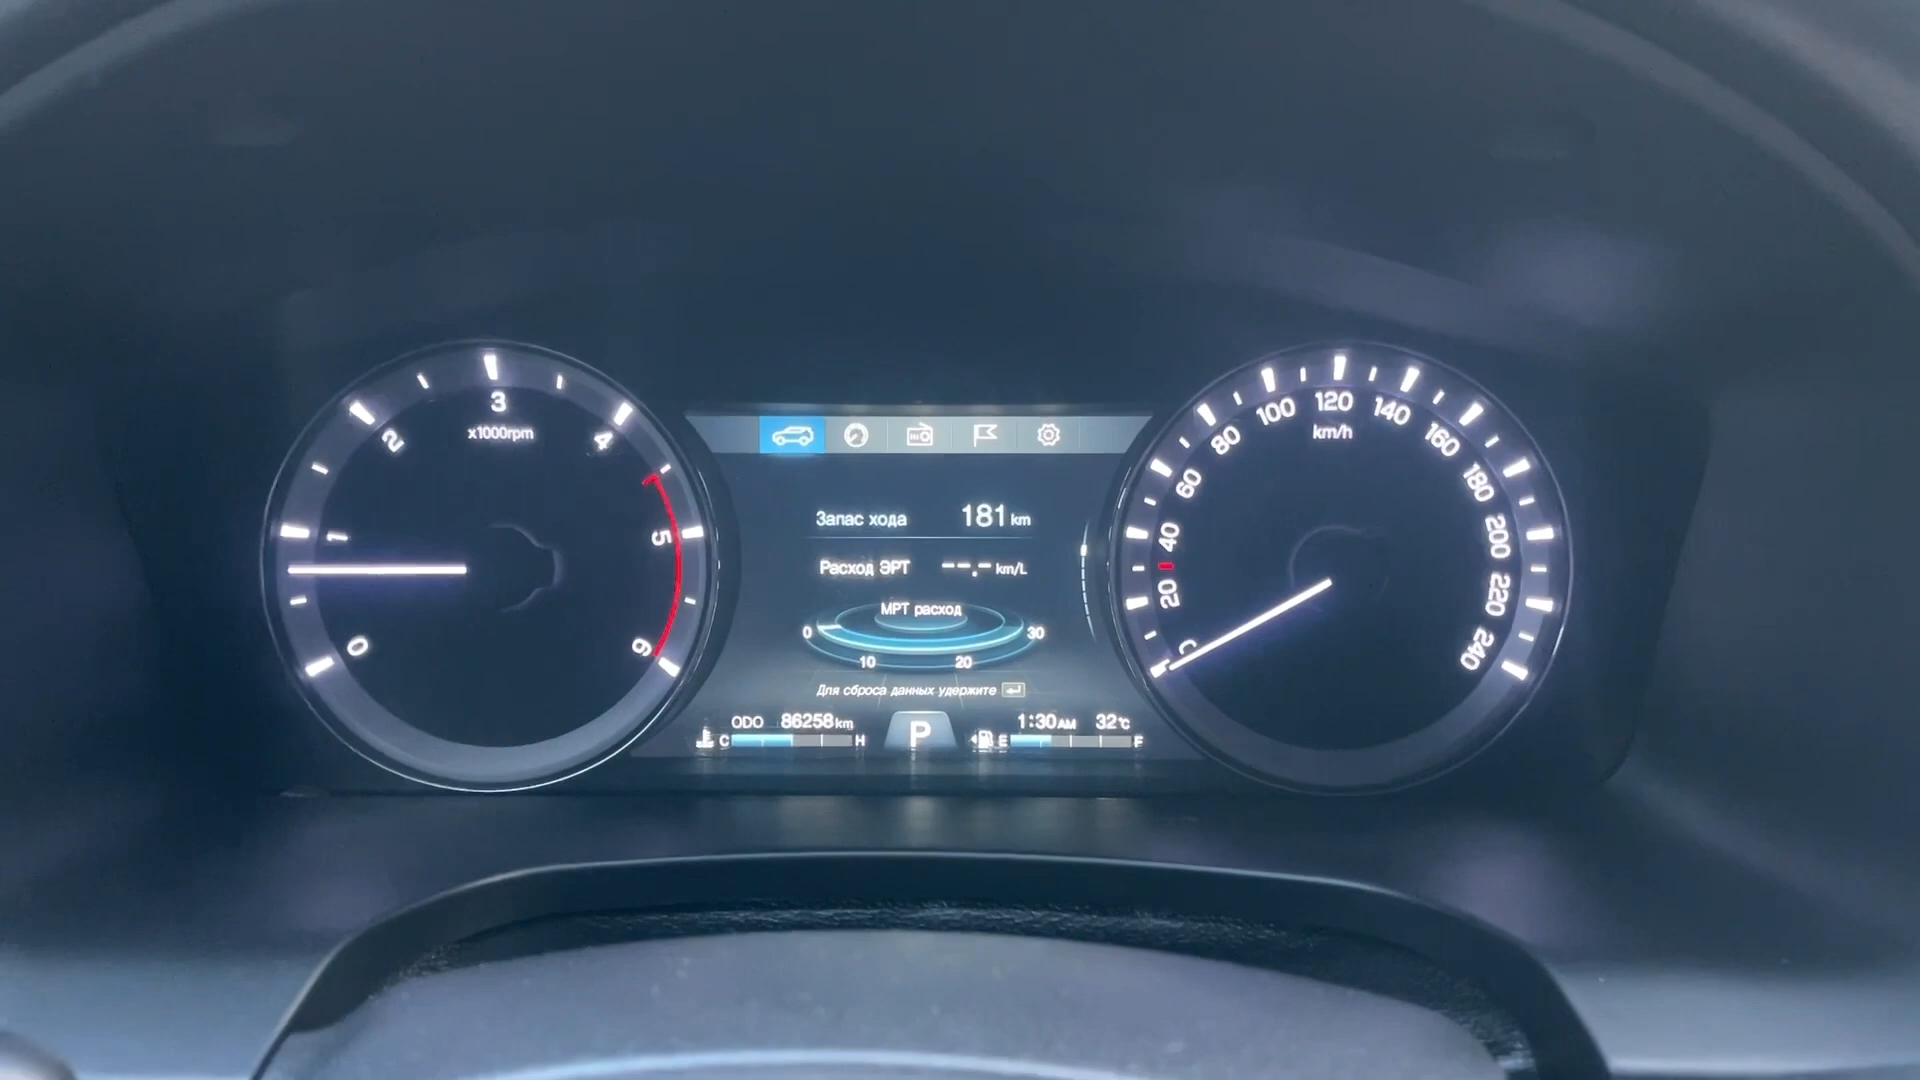 0
1
2
3
4
5
6
x1000rpm
Запас хода 181 km
Расход ЭРТ --.- km/L
МРТ расход
0 10 20 30
Для сброса данных удержите
ODO 86258 km
C H
P
1:30 AM 32°C
E F
0
20
40
60
80
100
120
140
160
180
200
220
240
km/h